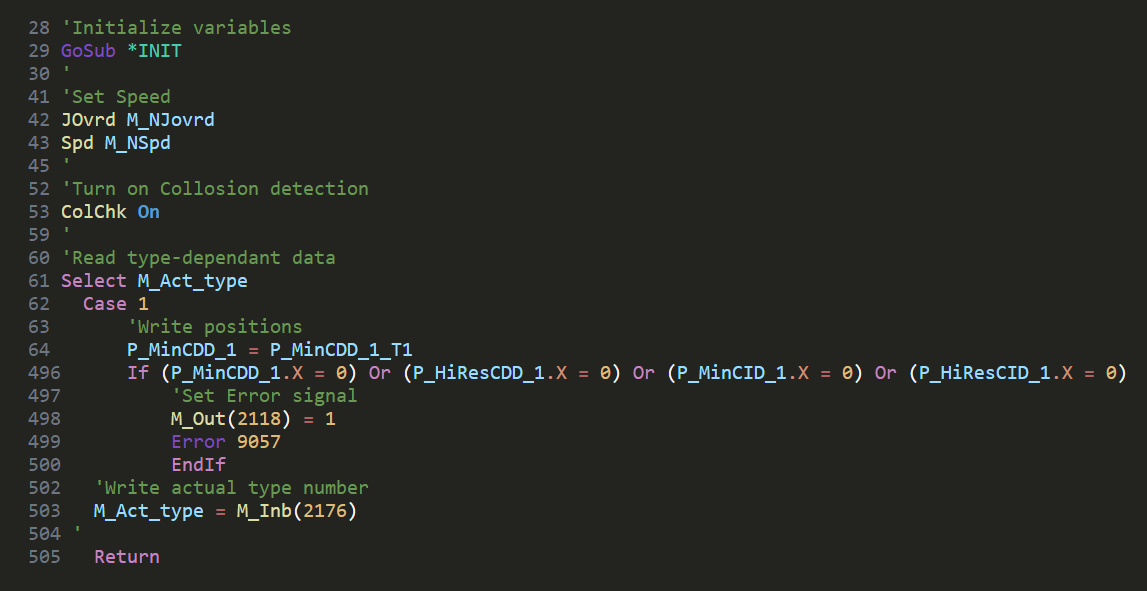 28 'Initialize variables
29 GoSub *INIT
30 '
41 'Set Speed
42 JOvrd M_NJovrd
43 Spd M_NSpd
45 '
52 'Turn on Collosion detection
53 ColChk On
59 '
60 'Read type-dependant data
61 Select M_Act_type
62   Case 1
63       'Write positions
64       P_MinCDD_1 = P_MinCDD_1_T1
496       If (P_MinCDD_1.X = 0) Or (P_HiResCDD_1.X = 0) Or (P_MinCID_1.X = 0) Or (P_HiResCID_1.X = 0)
497           'Set Error signal
498           M_Out(2118) = 1
499           Error 9057
500           EndIf
502    'Write actual type number
503    M_Act_type = M_Inb(2176)
504  '
505    Return